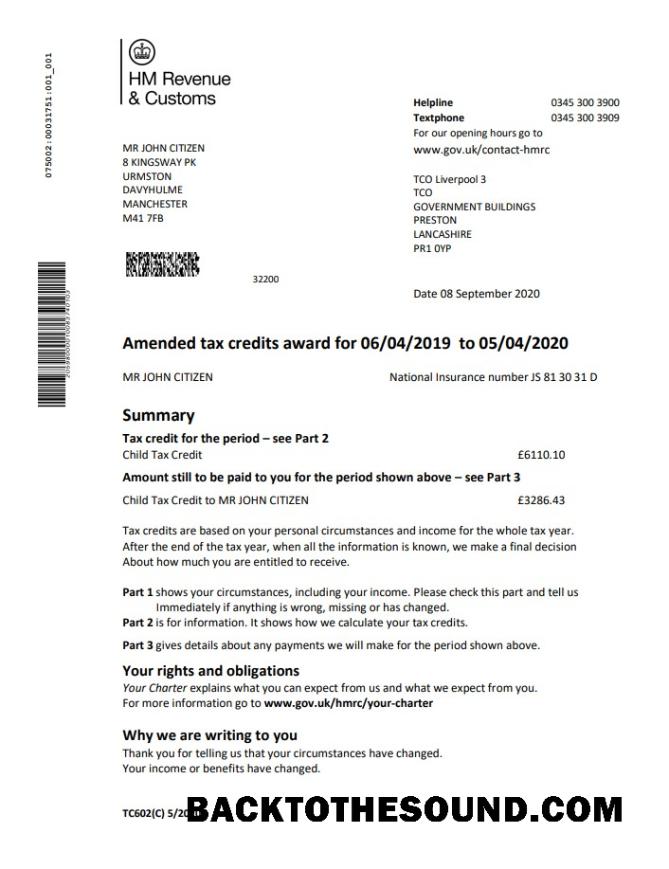 075002:00031751:001_001
HM Revenue
& Customs
Helpline 0345 300 3900
Textphone 0345 300 3909
For our opening hours go to
www.gov.uk/contact-hmrc
MR JOHN CITIZEN
8 KINGSWAY PK
URMSTON
DAVYHULME
MANCHESTER
M41 7FB
TCO Liverpool 3
TCO
GOVERNMENT BUILDINGS
PRESTON
LANCASHIRE
PR1 0YP
32200
Date 08 September 2020
Amended tax credits award for 06/04/2019 to 05/04/2020
MR JOHN CITIZEN National Insurance number JS 81 30 31 D
Summary
Tax credit for the period – see Part 2
Child Tax Credit £6110.10
Amount still to be paid to you for the period shown above – see Part 3
Child Tax Credit to MR JOHN CITIZEN £3286.43
Tax credits are based on your personal circumstances and income for the whole tax year.
After the end of the tax year, when all the information is known, we make a final decision
About how much you are entitled to receive.
Part 1 shows your circumstances, including your income. Please check this part and tell us
Immediately if anything is wrong, missing or has changed.
Part 2 is for information. It shows how we calculate your tax credits.
Part 3 gives details about any payments we will make for the period shown above.
Your rights and obligations
Your Charter explains what you can expect from us and what we expect from you.
For more information go to www.gov.uk/hmrc/your-charter
Why we are writing to you
Thank you for telling us that your circumstances have changed.
Your income or benefits have changed.
TC602(C)
BACKTOTHESOUND.COM